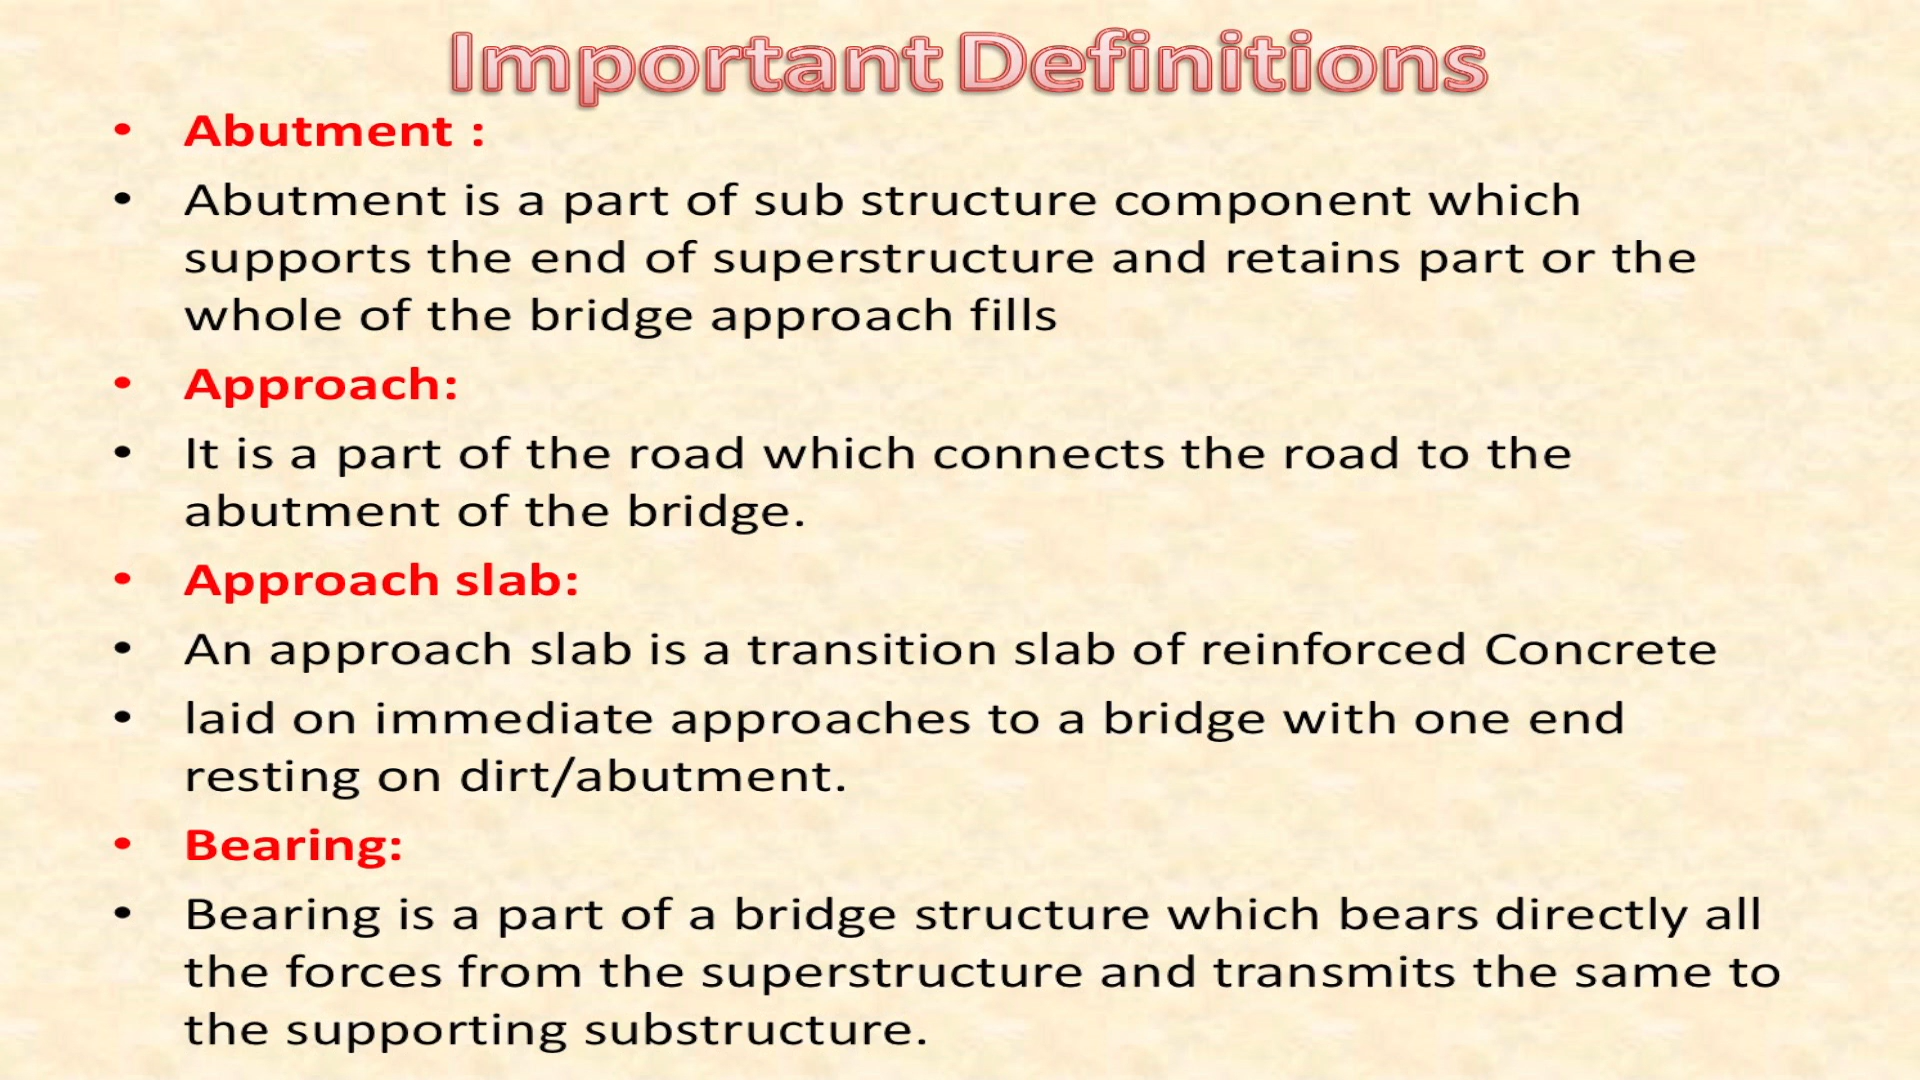 Important Definitions
• Abutment :
• Abutment is a part of sub structure component which
supports the end of superstructure and retains part or the
whole of the bridge approach fills
• Approach:
• It is a part of the road which connects the road to the
abutment of the bridge.
• Approach slab:
• An approach slab is a transition slab of reinforced Concrete
• laid on immediate approaches to a bridge with one end
resting on dirt/abutment.
• Bearing:
• Bearing is a part of a bridge structure which bears directly all
the forces from the superstructure and transmits the same to
the supporting substructure.